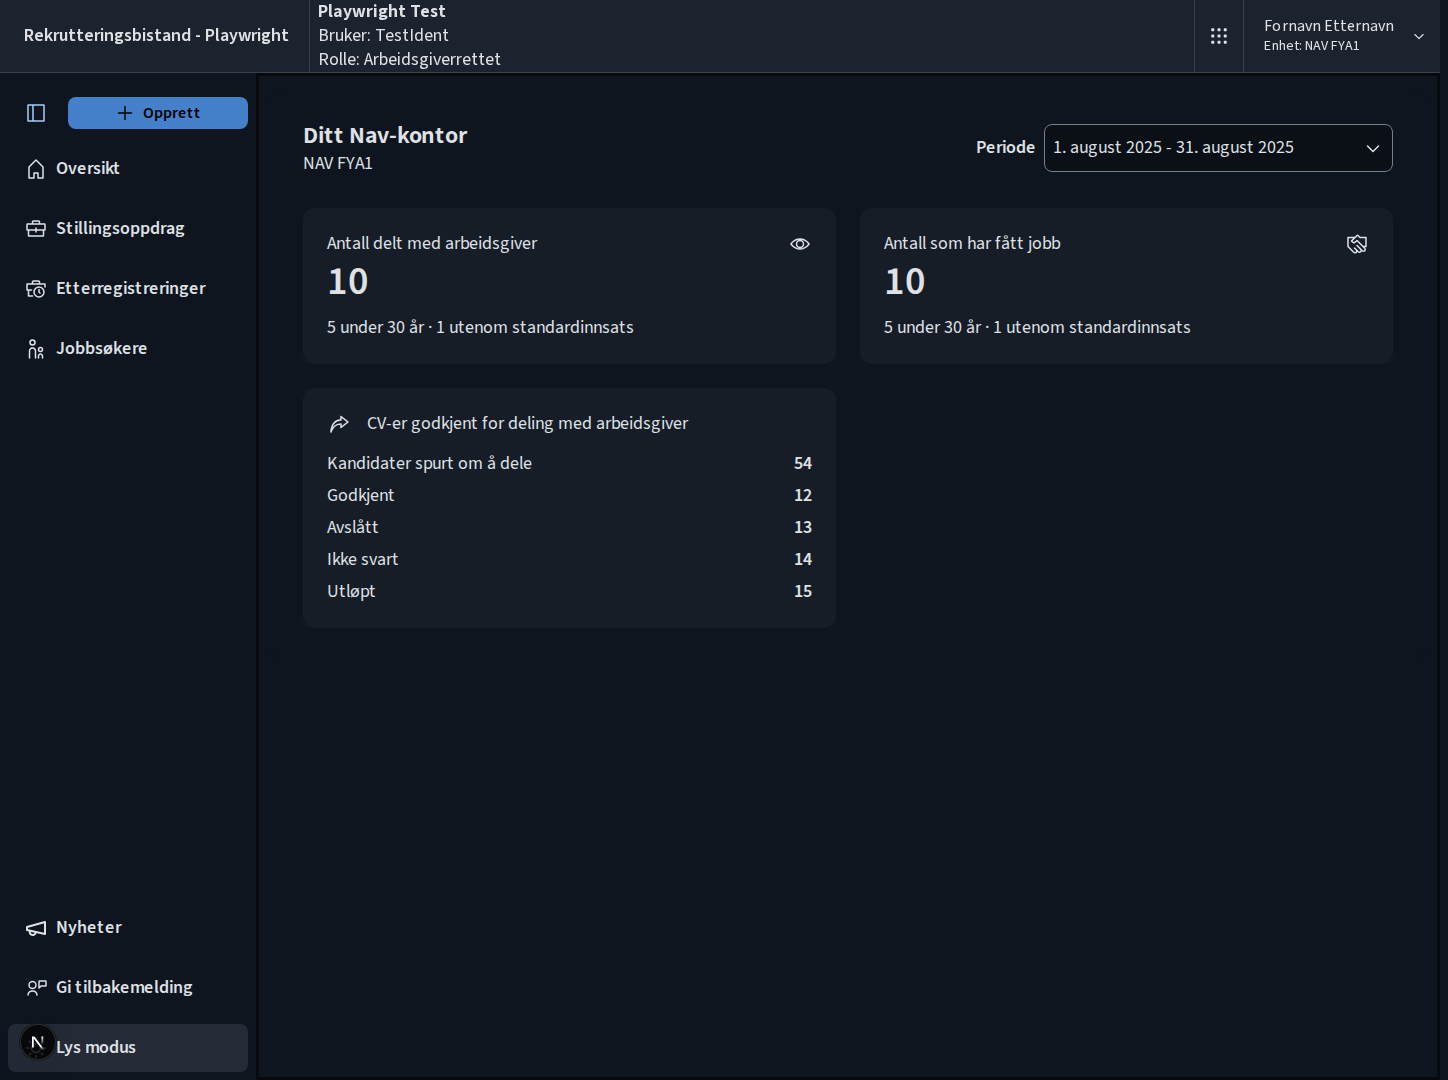 Rekrutteringsbistand - Playwright
Playwright Test
Bruker: TestIdent
Rolle: Arbeidsgiverrettet
Fornavn Etternavn
Enhet: NAV FYA1
Opprett
Oversikt
Stillingsoppdrag
Etterregistreringer
Jobbsøkere
Nyheter
Gi tilbakemelding
N
Lys modus
Ditt Nav-kontor
NAV FYA1
Periode
1. august 2025 - 31. august 2025
Antall delt med arbeidsgiver
10
5 under 30 år · 1 utenom standardinnsats
Antall som har fått jobb
10
5 under 30 år · 1 utenom standardinnsats
CV-er godkjent for deling med arbeidsgiver
Kandidater spurt om å dele 54
Godkjent 12
Avslått 13
Ikke svart 14
Utløpt 15